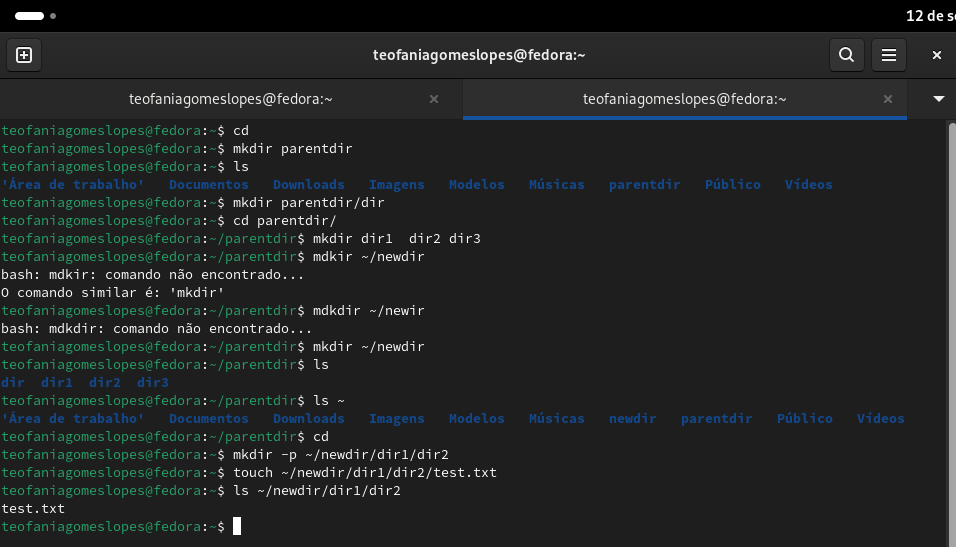 12 de s
teofaniagomeslopes@fedora:~
teofaniagomeslopes@fedora:~ teofaniagomeslopes@fedora:~
teofaniagomeslopes@fedora:~$ cd
teofaniagomeslopes@fedora:~$ mkdir parentdir
teofaniagomeslopes@fedora:~$ ls
'Área de trabalho'   Documentos   Downloads   Imagens   Modelos   Músicas   parentdir   Público   Vídeos
teofaniagomeslopes@fedora:~$ mkdir parentdir/dir
teofaniagomeslopes@fedora:~$ cd parentdir/
teofaniagomeslopes@fedora:~/parentdir$ mkdir dir1  dir2 dir3
teofaniagomeslopes@fedora:~/parentdir$ mdkir ~/newdir
bash: mdkir: comando não encontrado...
O comando similar é: 'mkdir'
teofaniagomeslopes@fedora:~/parentdir$ mdkdir ~/newir
bash: mdkdir: comando não encontrado...
teofaniagomeslopes@fedora:~/parentdir$ mkdir ~/newdir
teofaniagomeslopes@fedora:~/parentdir$ ls
dir  dir1  dir2  dir3
teofaniagomeslopes@fedora:~/parentdir$ ls ~
'Área de trabalho'   Documentos   Downloads   Imagens   Modelos   Músicas   newdir   parentdir   Público   Vídeos
teofaniagomeslopes@fedora:~/parentdir$ cd
teofaniagomeslopes@fedora:~$ mkdir -p ~/newdir/dir1/dir2
teofaniagomeslopes@fedora:~$ touch ~/newdir/dir1/dir2/test.txt
teofaniagomeslopes@fedora:~$ ls ~/newdir/dir1/dir2
test.txt
teofaniagomeslopes@fedora:~$